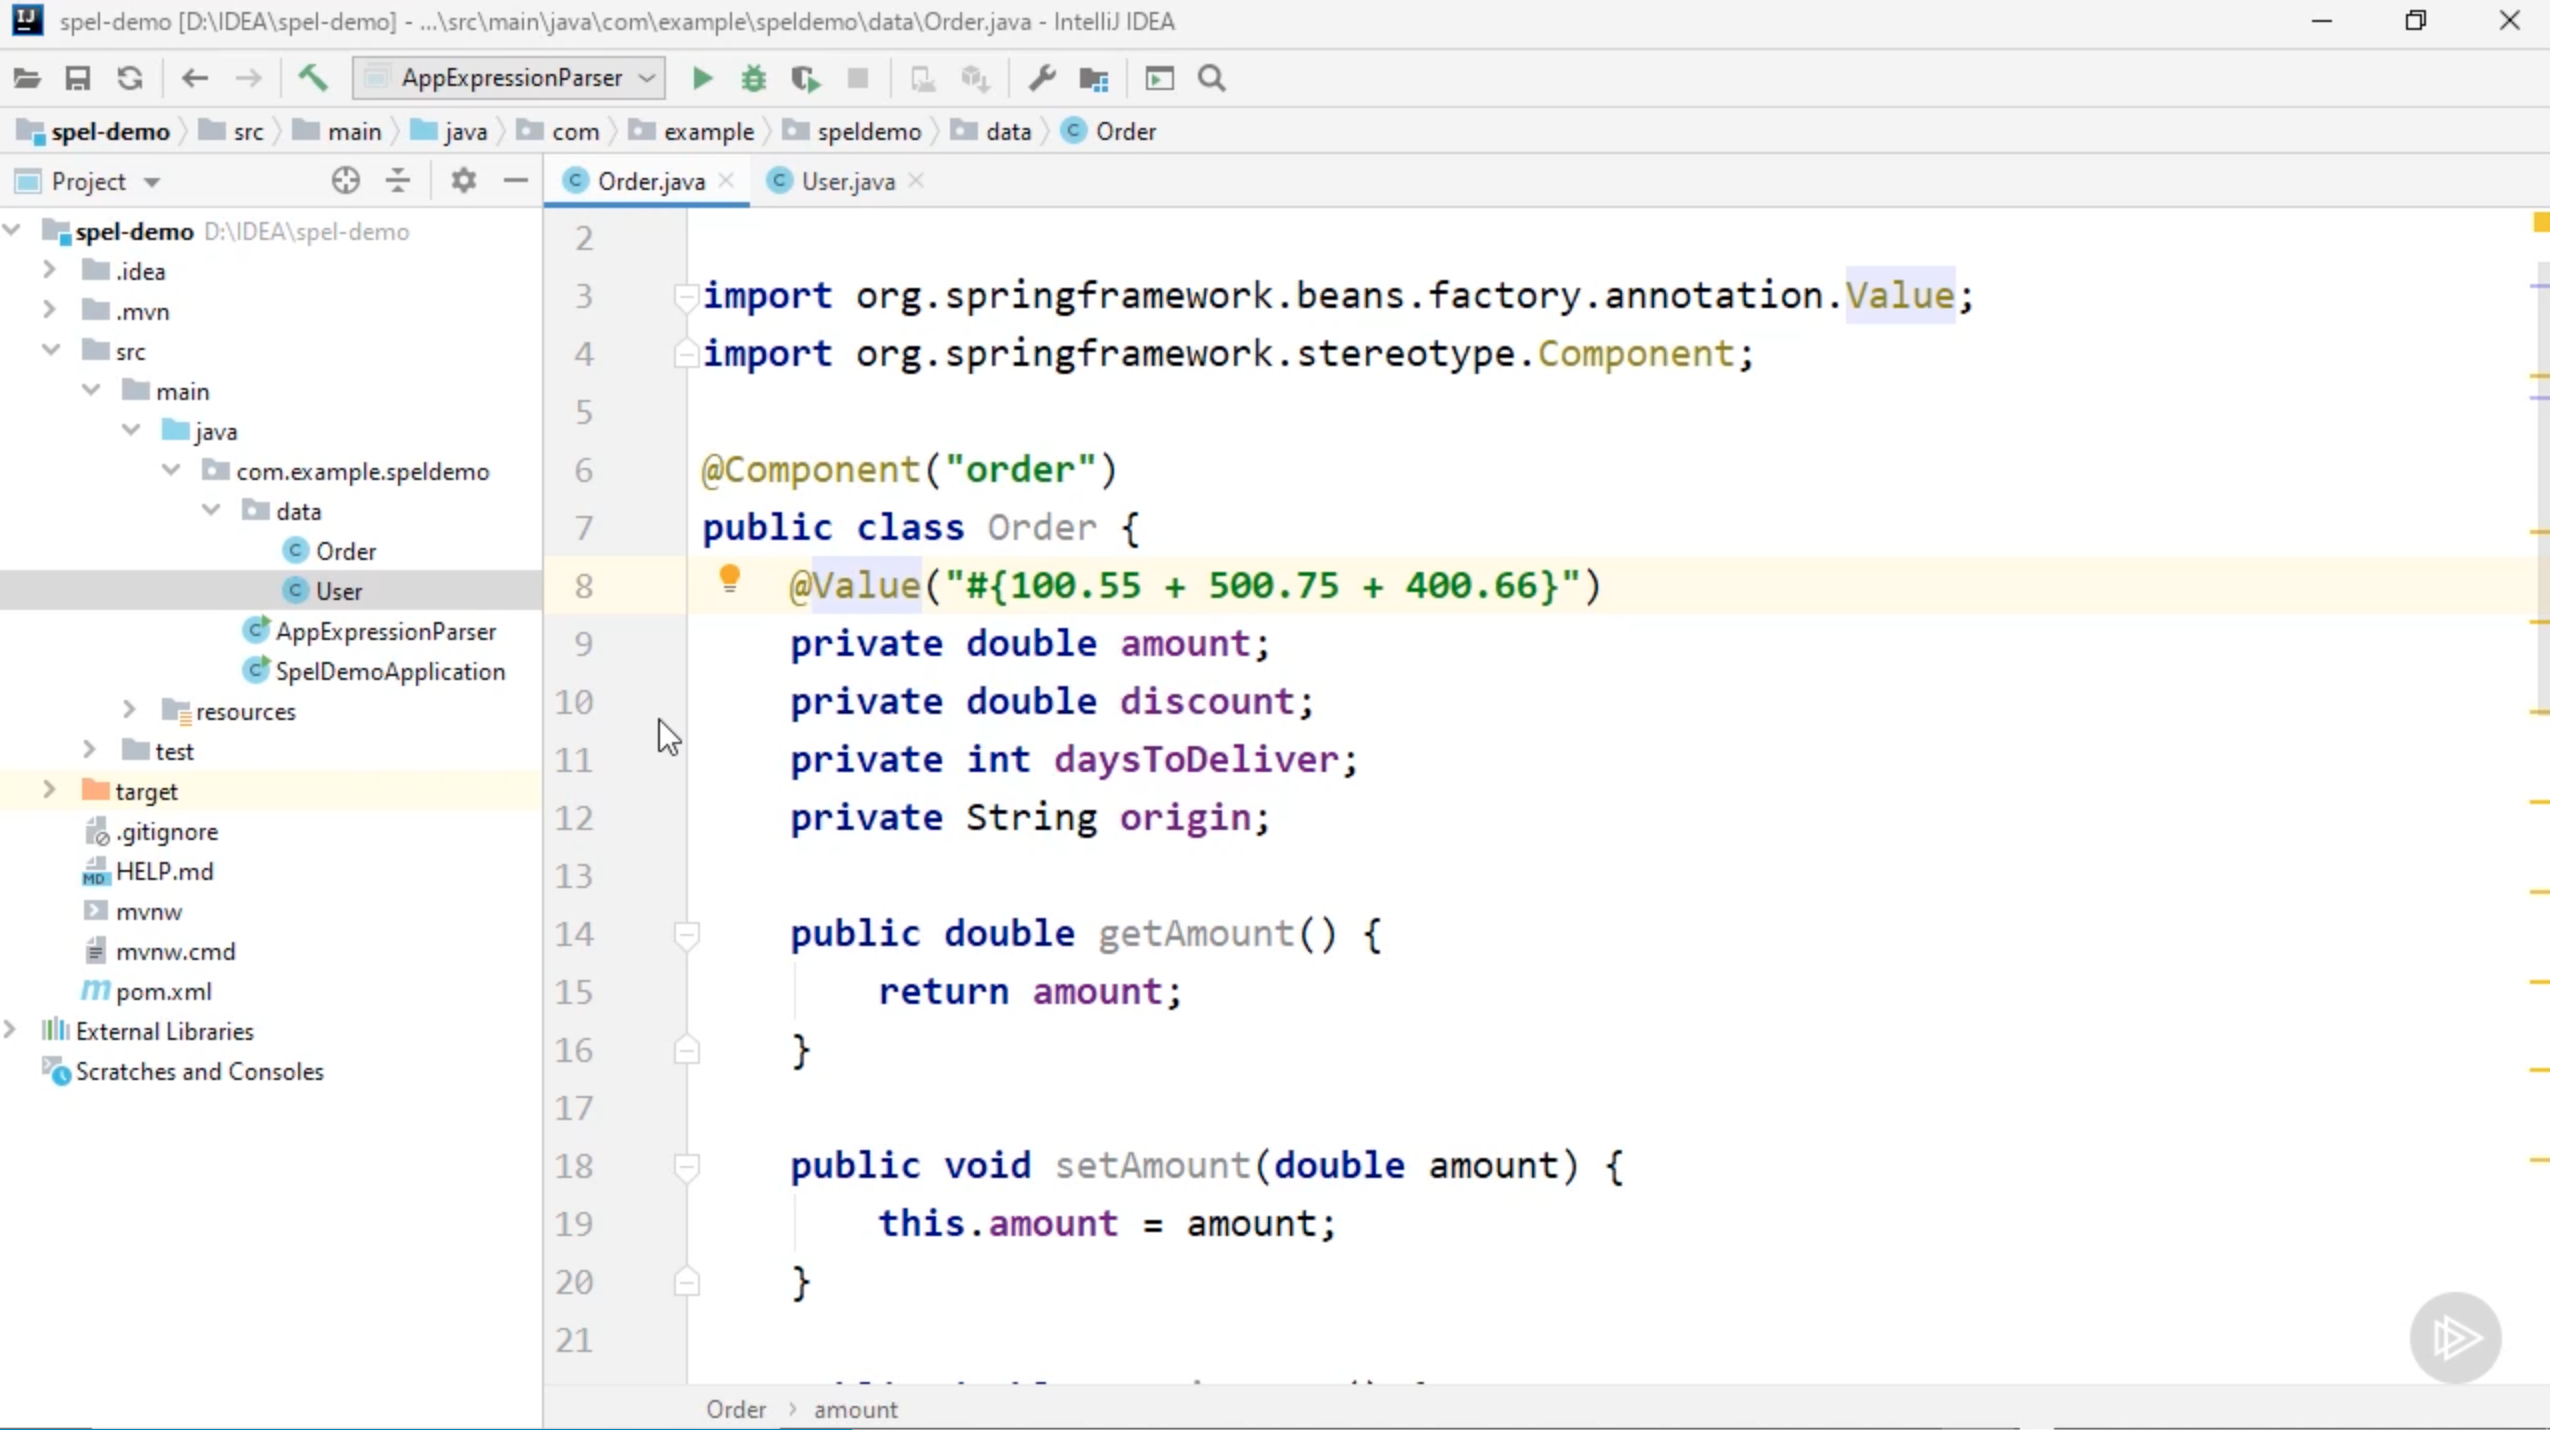 spel-demo [D:\IDEA\spel-demo] - ...\src\main\java\com\example\speldemo\data\Order.java - IntelliJ IDEA
AppExpressionParser
spel-demo src main java com example speldemo data Order
Project
Order.java User.java
spel-demo D:\IDEA\spel-demo
.idea
.mvn
src
main
java
com.example.speldemo
data
Order
User
AppExpressionParser
SpelDemoApplication
resources
test
target
.gitignore
HELP.md
mvnw
mvnw.cmd
pom.xml
External Libraries
Scratches and Consoles
2
3 import org.springframework.beans.factory.annotation.Value;
4 import org.springframework.stereotype.Component;
5
6 @Component("order")
7 public class Order {
8 @Value("#{100.55 + 500.75 + 400.66}")
9 private double amount;
10 private double discount;
11 private int daysToDeliver;
12 private String origin;
13
14 public double getAmount() {
15 return amount;
16 }
17
18 public void setAmount(double amount) {
19 this.amount = amount;
20 }
21
Order > amount